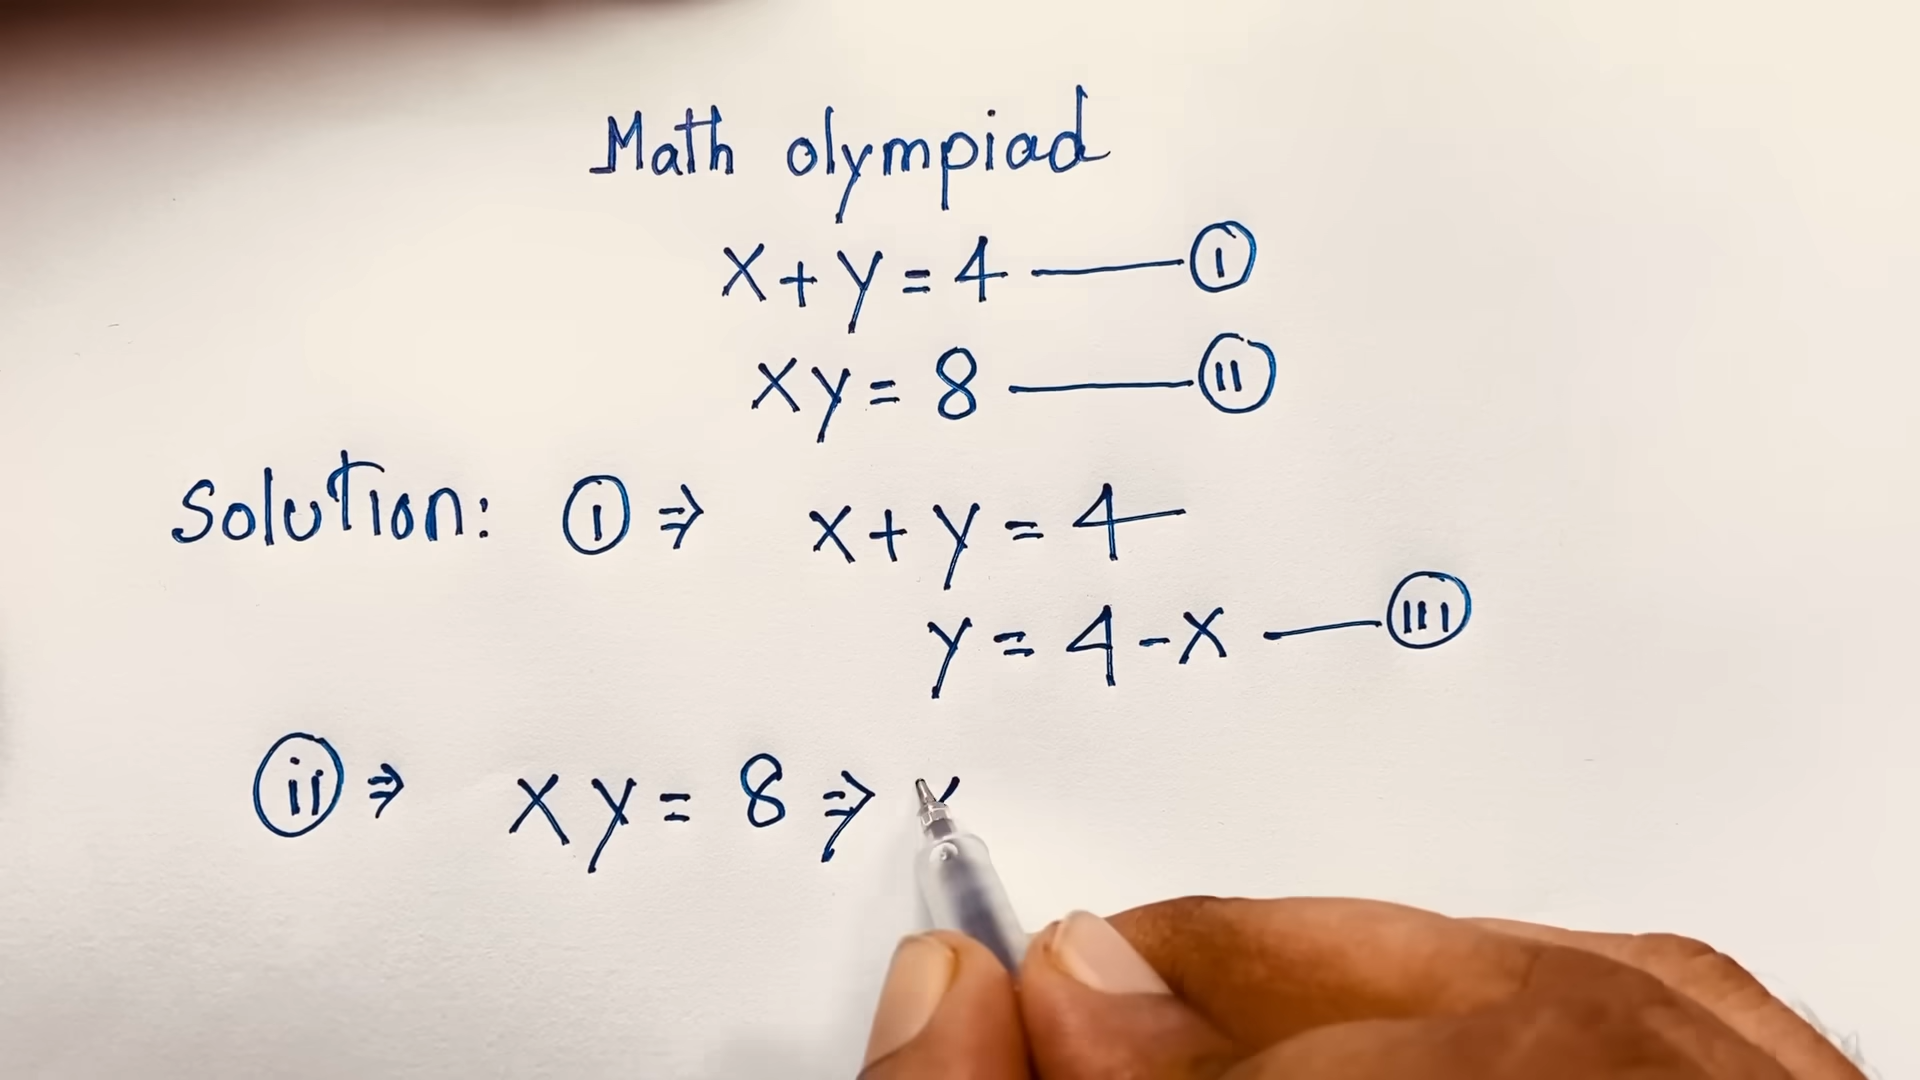 Math olympiad
x + y = 4 —— (i)
xy = 8 —— (ii)
Solution: (i) ⇒ x + y = 4
y = 4 - x —— (iii)
(ii) ⇒ xy = 8 ⇒ x